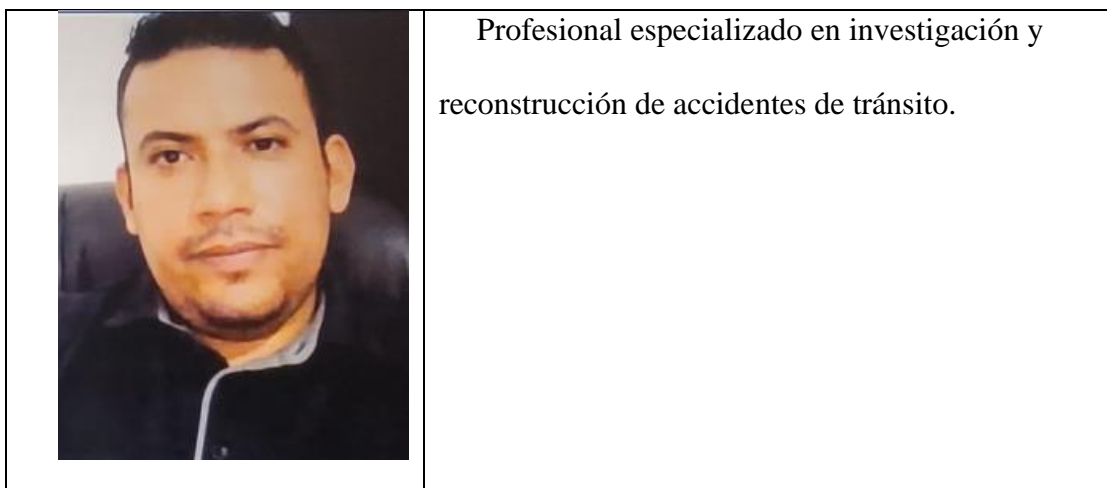 Profesional especializado en investigación y
reconstrucción de accidentes de tránsito.